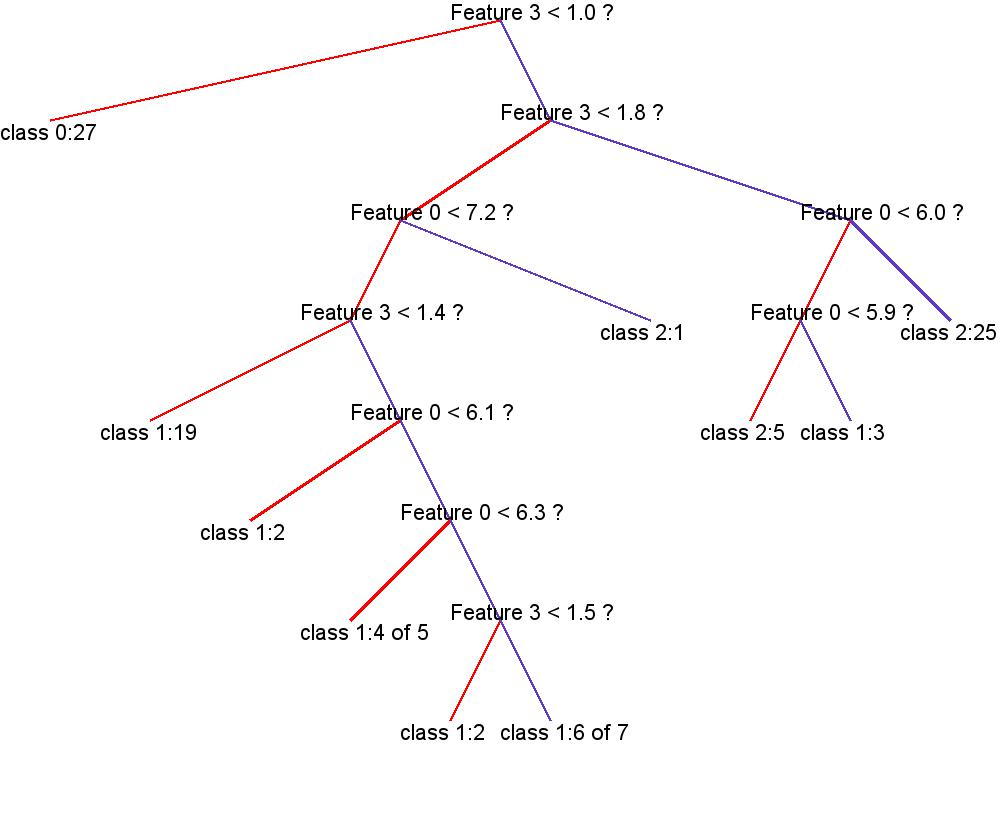 Feature 3 < 1.0 ?
Feature 3 < 1.8 ?
class 0:27
Feature 0 < 7.2 ?
Feature 0 < 6.0 ?
Feature 3 < 1.4 ?
class 2:1
Feature 0 < 5.9 ?
class 2:25
Feature 0 < 6.1 ?
class 1:19
class 2:5
class 1:3
Feature 0 < 6.3 ?
class 1:2
Feature 3 < 1.5 ?
class 1:4 of 5
class 1:2
class 1:6 of 7